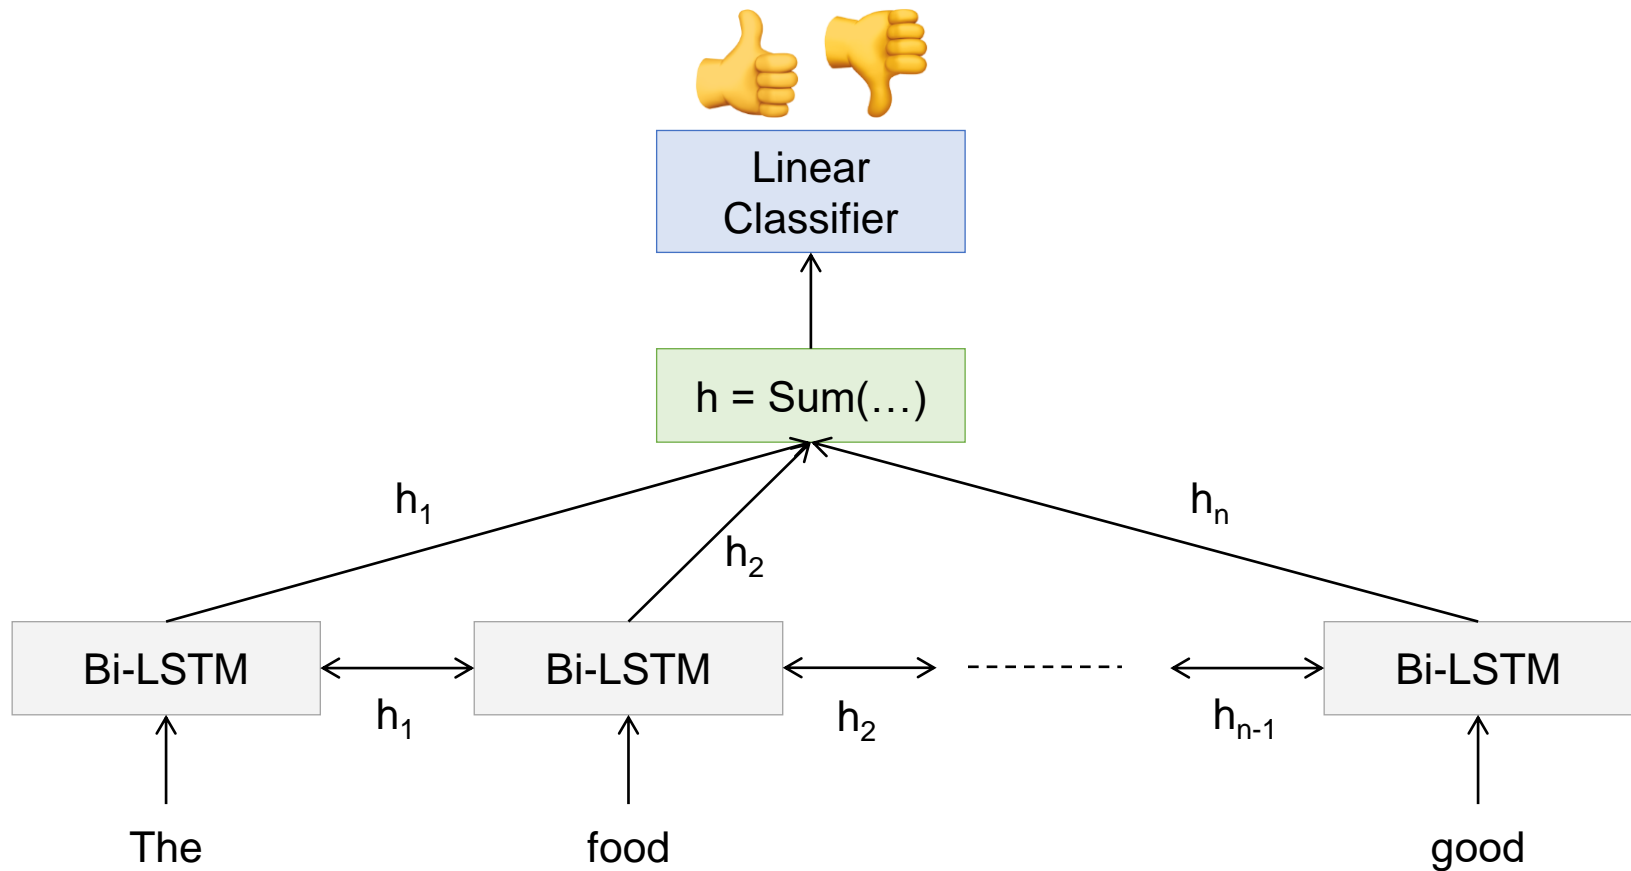 Linear
Classifier
h = Sum(…)
h₁
h₂
hₙ
Bi-LSTM
Bi-LSTM
Bi-LSTM
h₁
h₂
hₙ₋₁
The
food
good